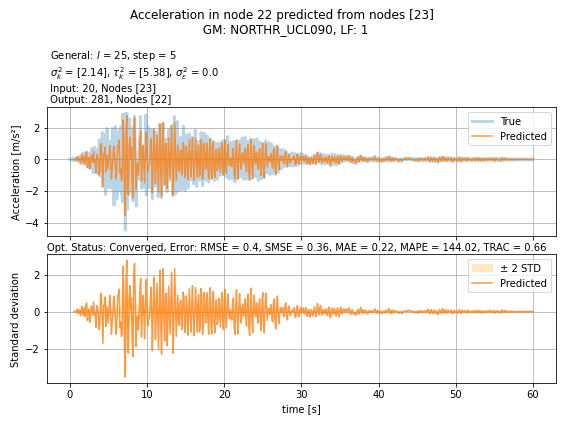 Acceleration in node 22 predicted from nodes [23]
GM: NORTHR_UCL090, LF: 1
General: l = 25, step = 5
σ²ₖ = [2.14], τ²ₖ = [5.38], σ²ε = 0.0
Input: 20, Nodes [23]
Output: 281, Nodes [22]
True
Predicted
Acceleration [m/s²]
2
0
−2
−4
Opt. Status: Converged, Error: RMSE = 0.4, SMSE = 0.36, MAE = 0.22, MAPE = 144.02, TRAC = 0.66
± 2 STD
Predicted
Standard deviation
2
0
−2
0 10 20 30 40 50 60
time [s]